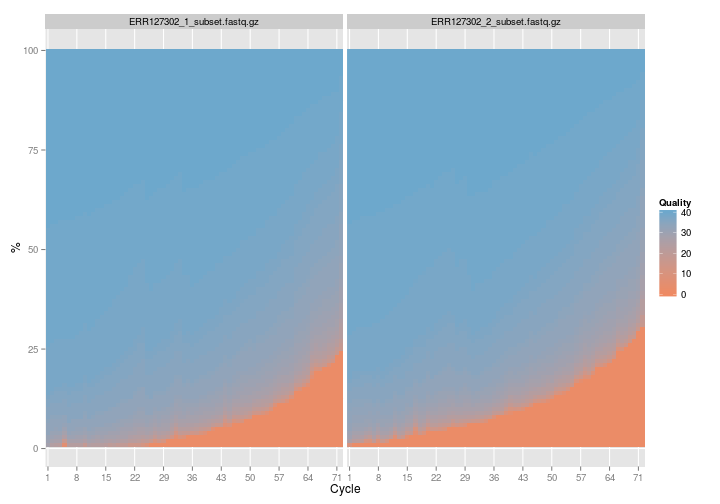 ERR127302_1_subset.fastq.gz ERR127302_2_subset.fastq.gz
100
75
50
25
0
%
1 8 15 22 29 36 43 50 57 64 71 1 8 15 22 29 36 43 50 57 64 71
Cycle
Quality
40
30
20
10
0